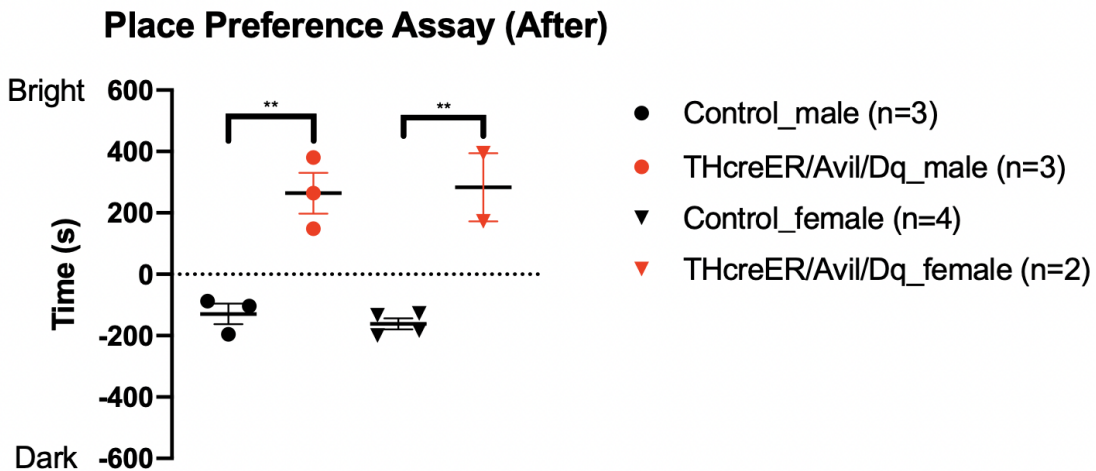 Place Preference Assay (After)
Bright
600
400
200
0
-200
-400
-600
Dark
Time (s)
**
**
Control_male (n=3)
THcreER/Avil/Dq_male (n=3)
Control_female (n=4)
THcreER/Avil/Dq_female (n=2)